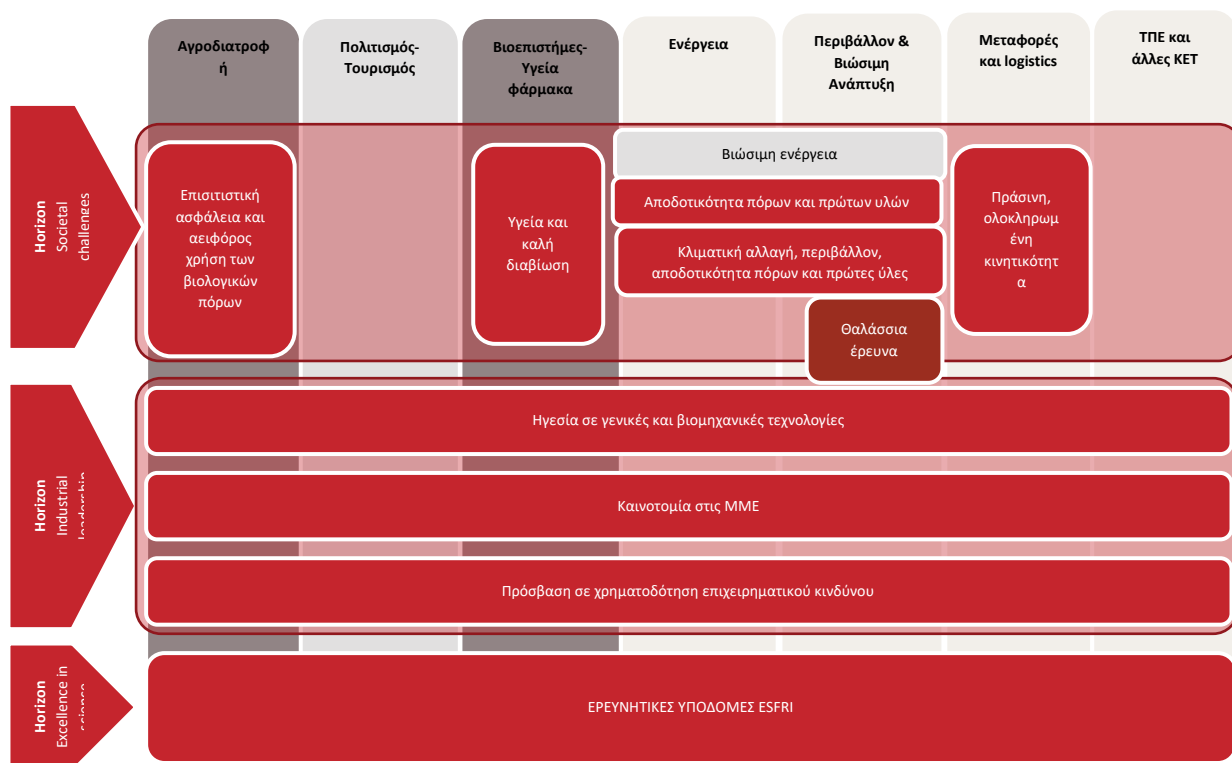 Αγροδιατροφ
ή
Πολιτισμός-
Τουρισμός
Βιοεπιστήμες-
Υγεία
φάρμακα
Ενέργεια
Περιβάλλον &
Βιώσιμη
Ανάπτυξη
Μεταφορές
και logistics
ΤΠΕ και
άλλες ΚΕΤ
Horizon
Societal
challenges
Επισιτιστική
ασφάλεια και
αειφόρος
χρήση των
βιολογικών
πόρων
Υγεία και
καλή
διαβίωση
Βιώσιμη ενέργεια
Αποδοτικότητα πόρων και πρώτων υλών
Κλιματική αλλαγή, περιβάλλον,
αποδοτικότητα πόρων και πρώτες ύλες
Θαλάσσια
έρευνα
Πράσινη,
ολοκληρωμ
ένη
κινητικότητ
α
Horizon
Industrial
leadership
Ηγεσία σε γενικές και βιομηχανικές τεχνολογίες
Καινοτομία στις ΜΜΕ
Πρόσβαση σε χρηματοδότηση επιχειρηματικού κινδύνου
Horizon
Excellence in
science
ΕΡΕΥΝΗΤΙΚΕΣ ΥΠΟΔΟΜΕΣ ESFRI